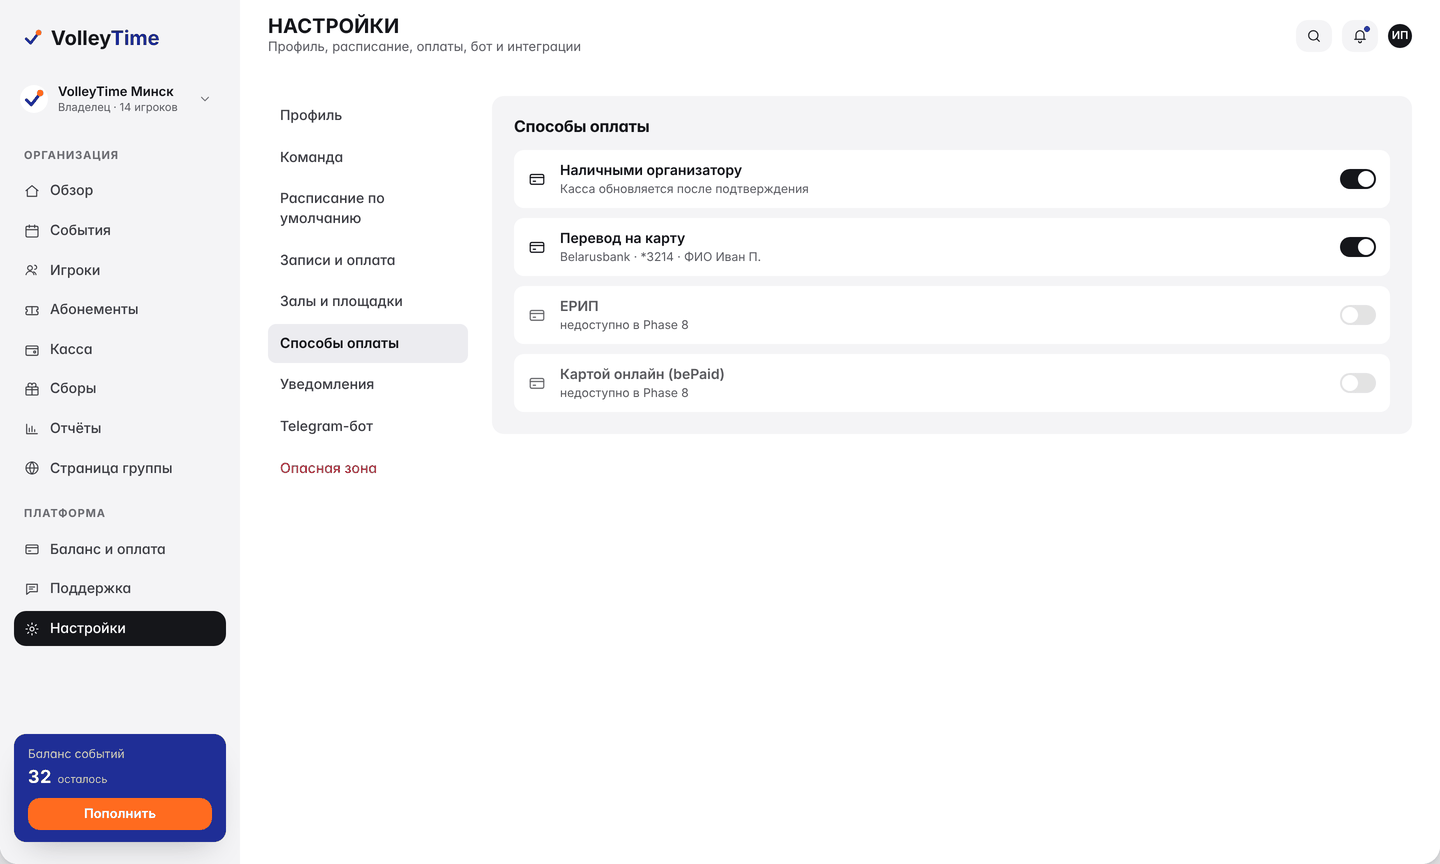 VolleyTime
VolleyTime Минск
Владелец · 14 игроков
ОРГАНИЗАЦИЯ
Обзор
События
Игроки
Абонементы
Касса
Сборы
Отчёты
Страница группы
ПЛАТФОРМА
Баланс и оплата
Поддержка
Настройки
Баланс событий
32 осталось
Пополнить
НАСТРОЙКИ
Профиль, расписание, оплаты, бот и интеграции
ИП
Профиль
Команда
Расписание по
умолчанию
Записи и оплата
Залы и площадки
Способы оплаты
Уведомления
Telegram-бот
Опасная зона
Способы оплаты
Наличными организатору
Касса обновляется после подтверждения
Перевод на карту
Belarusbank · *3214 · ФИО Иван П.
ЕРИП
недоступно в Phase 8
Картой онлайн (bePaid)
недоступно в Phase 8